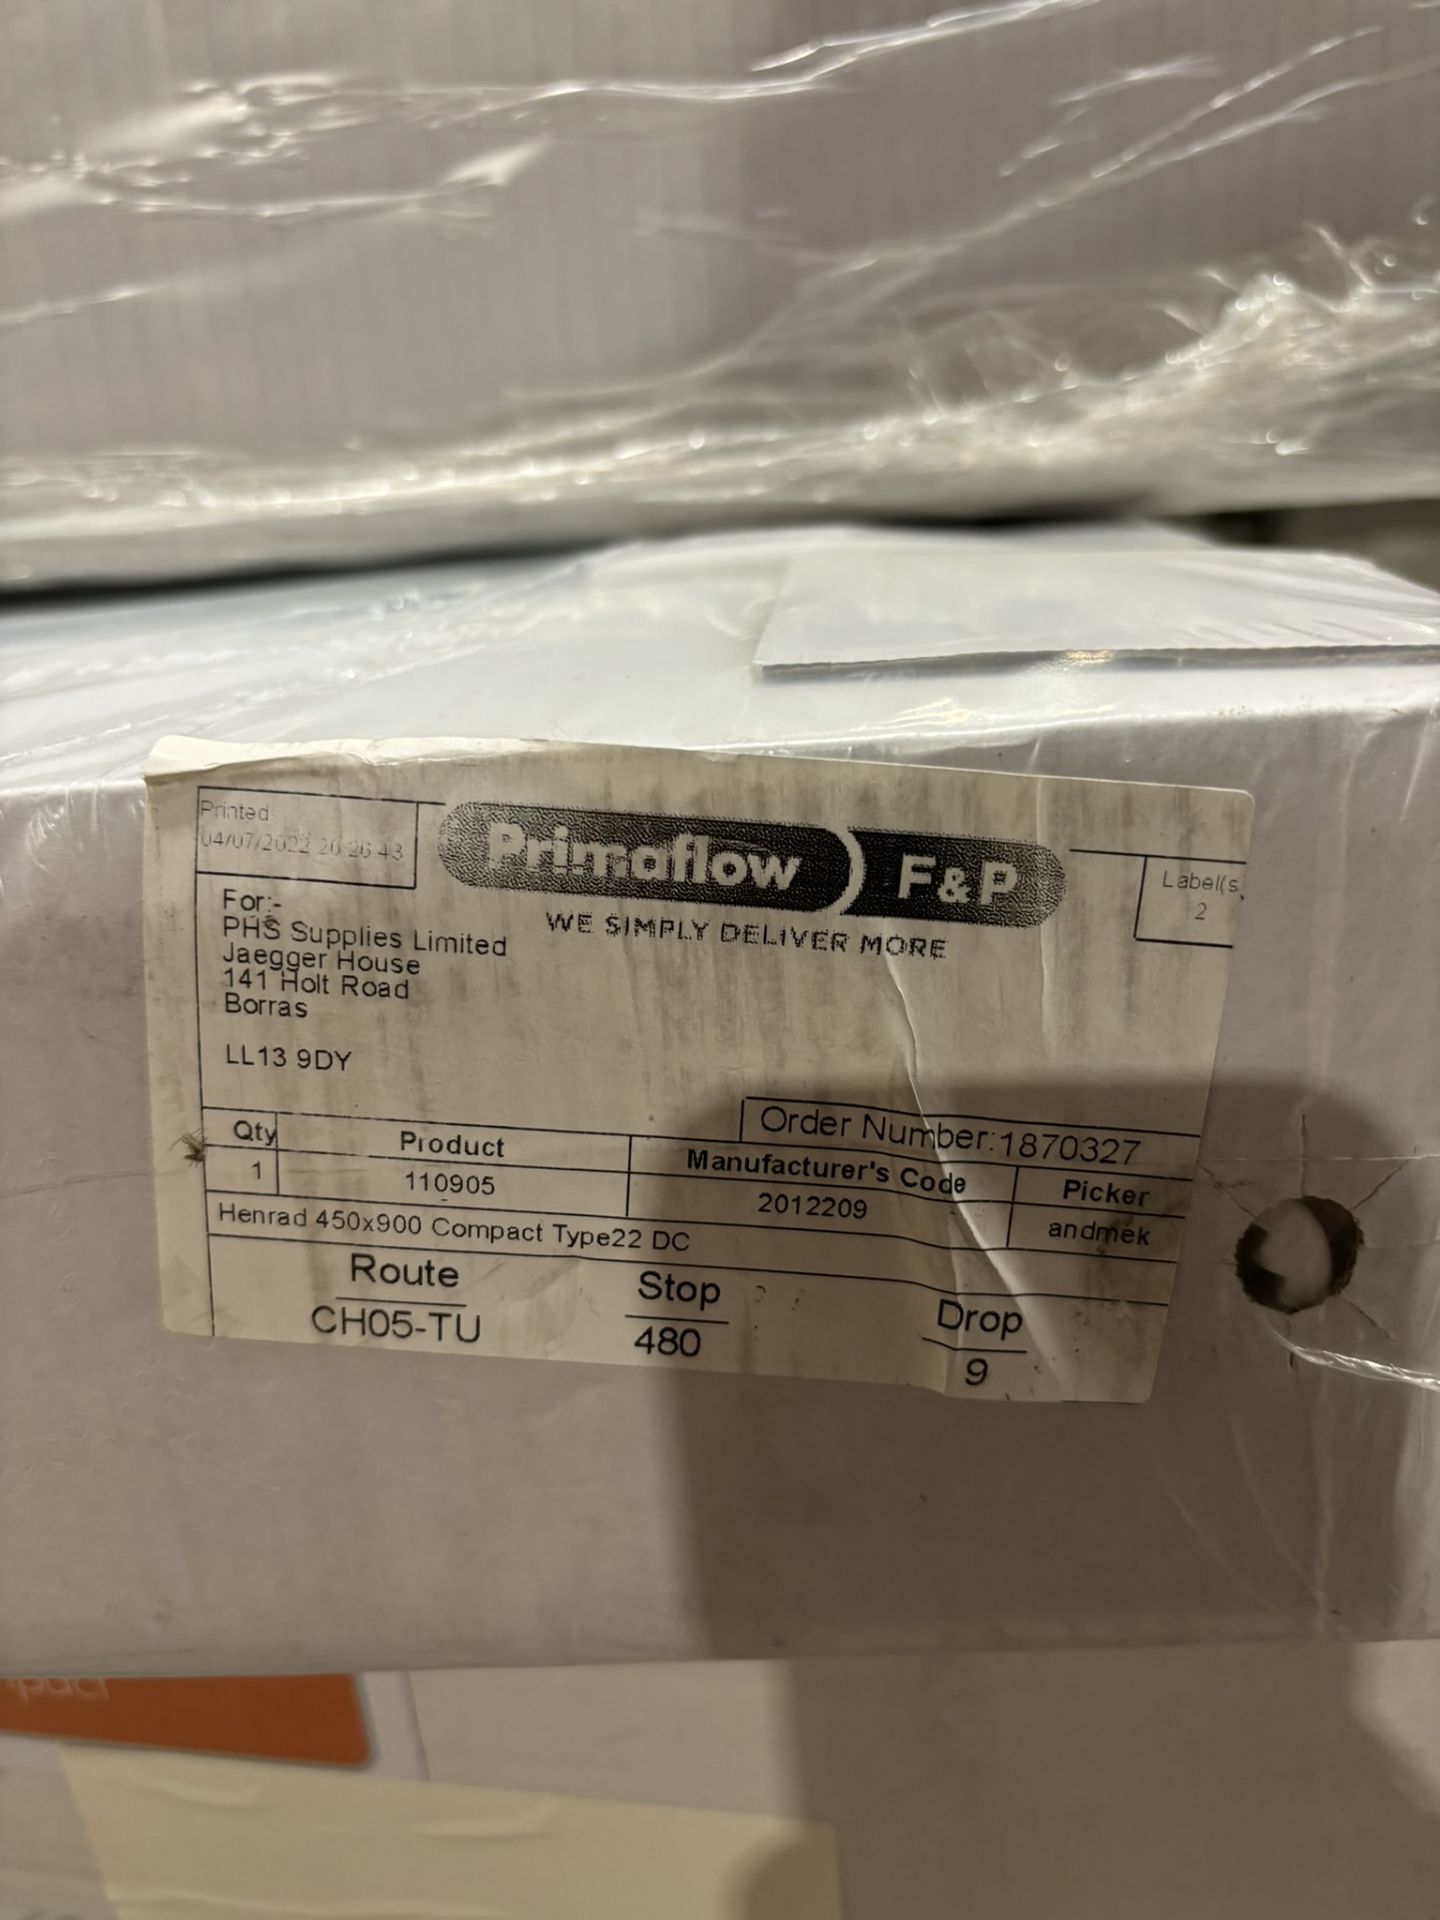 Printed
04/07/2022 20:26:43
Primaflow F&P
WE SIMPLY DELIVER MORE
Label(s
2
For:-
PHS Supplies Limited
Jaegger House
141 Holt Road
Borras
LL13 9DY
Order Number:1870327
Qty Product Manufacturer's Code Picker
1 110905 2012209 andmek
Henrad 450x900 Compact Type22 DC
Route Stop Drop
CH05-TU 480 9